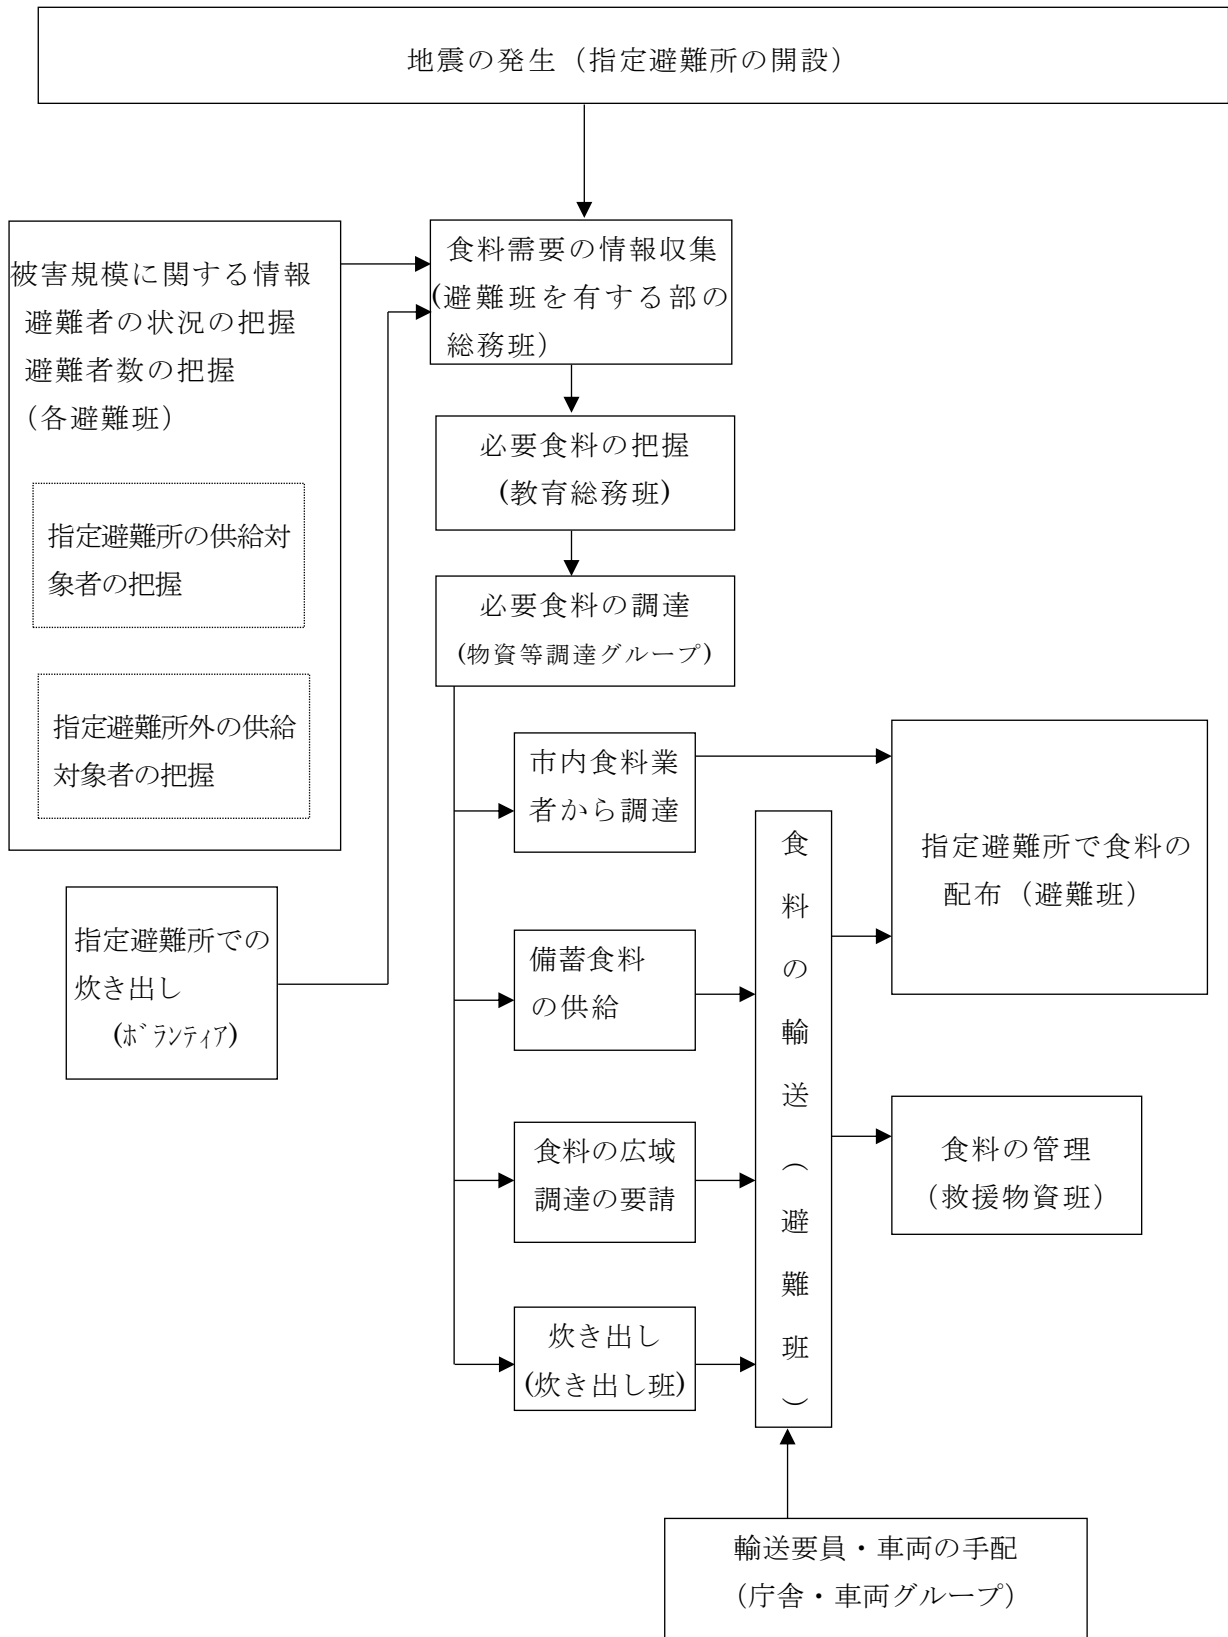 地震の発生（指定避難所の開設）
食料需要の情報収集
(避難班を有する部の
総務班）
被害規模に関する情報
避難者の状況の把握
避難者数の把握
（各避難班）
指定避難所の供給対
象者の把握
指定避難所外の供給
対象者の把握
指定避難所での
炊き出し
(ﾎﾞﾗﾝﾃｨｱ)
必要食料の把握
(教育総務班)
必要食料の調達
(物資等調達グループ)
市内食料業
者から調達
備蓄食料
の供給
食料の広域
調達の要請
炊き出し
(炊き出し班)
食料の輸送（避難班）
指定避難所で食料の
配布（避難班）
食料の管理
（救援物資班）
輸送要員・車両の手配
（庁舎・車両グループ）